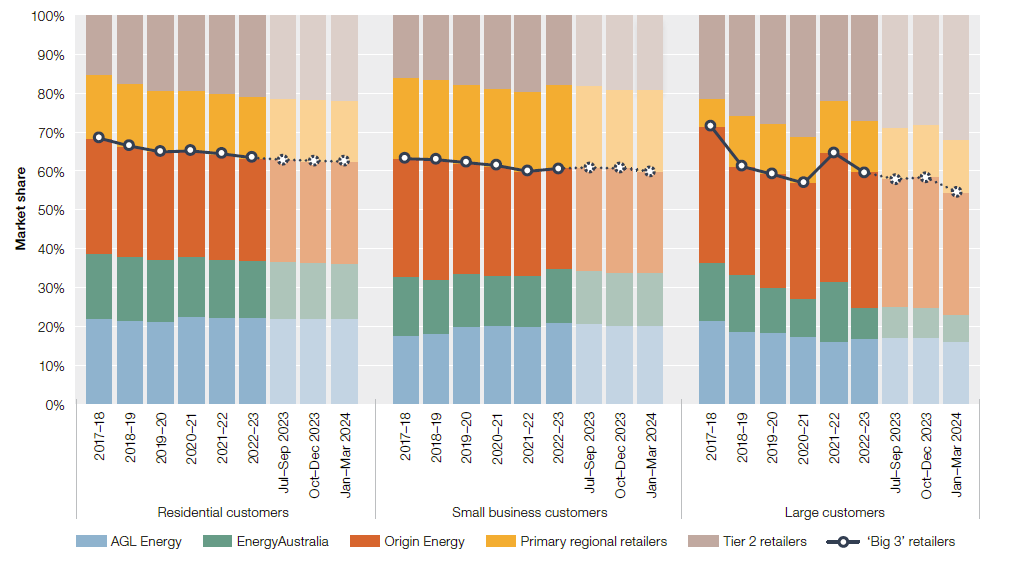 100%
90%
80%
70%
60%
50%
40%
30%
20%
10%
0%
Market share
2017–18
2018–19
2019–20
2020–21
2021–22
2022–23
Jul–Sep 2023
Oct–Dec 2023
Jan–Mar 2024
2017–18
2018–19
2019–20
2020–21
2021–22
2022–23
Jul–Sep 2023
Oct–Dec 2023
Jan–Mar 2024
2017–18
2018–19
2019–20
2020–21
2021–22
2022–23
Jul–Sep 2023
Oct–Dec 2023
Jan–Mar 2024
Residential customers
Small business customers
Large customers
AGL Energy
EnergyAustralia
Origin Energy
Primary regional retailers
Tier 2 retailers
‘Big 3’ retailers